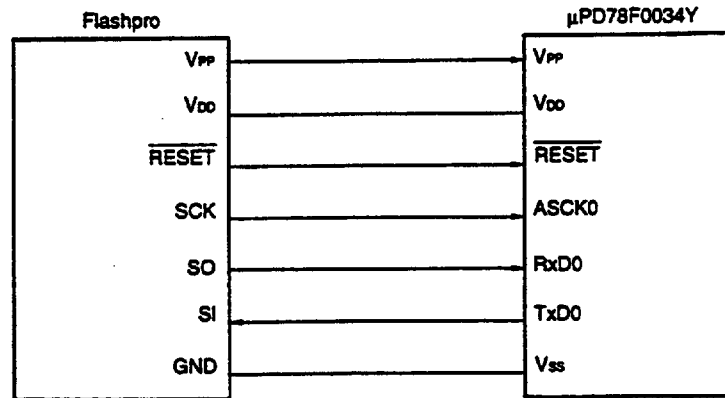 Flashpro μPD78F0034Y
VPP VPP
VDD VDD
RESET RESET
SCK ASCK0
SO RxD0
SI TxD0
GND VSS